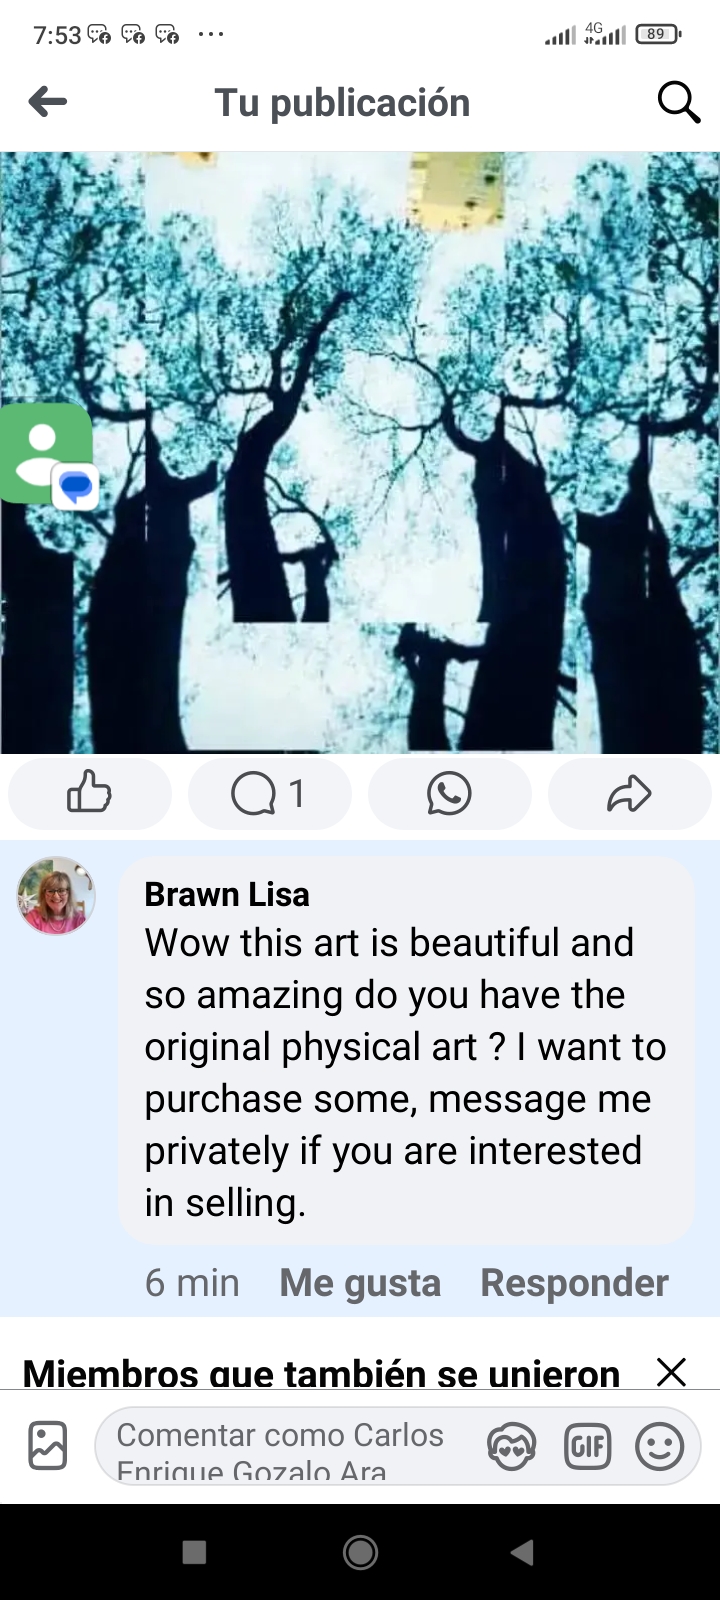 7:53 4G 89
Tu publicación
1
Brawn Lisa
Wow this art is beautiful and
so amazing do you have the
original physical art ? I want to
purchase some, message me
privately if you are interested
in selling.
6 min Me gusta Responder
Miembros que también se unieron
Comentar como Carlos
Enrique Gozalo Ara
GIF